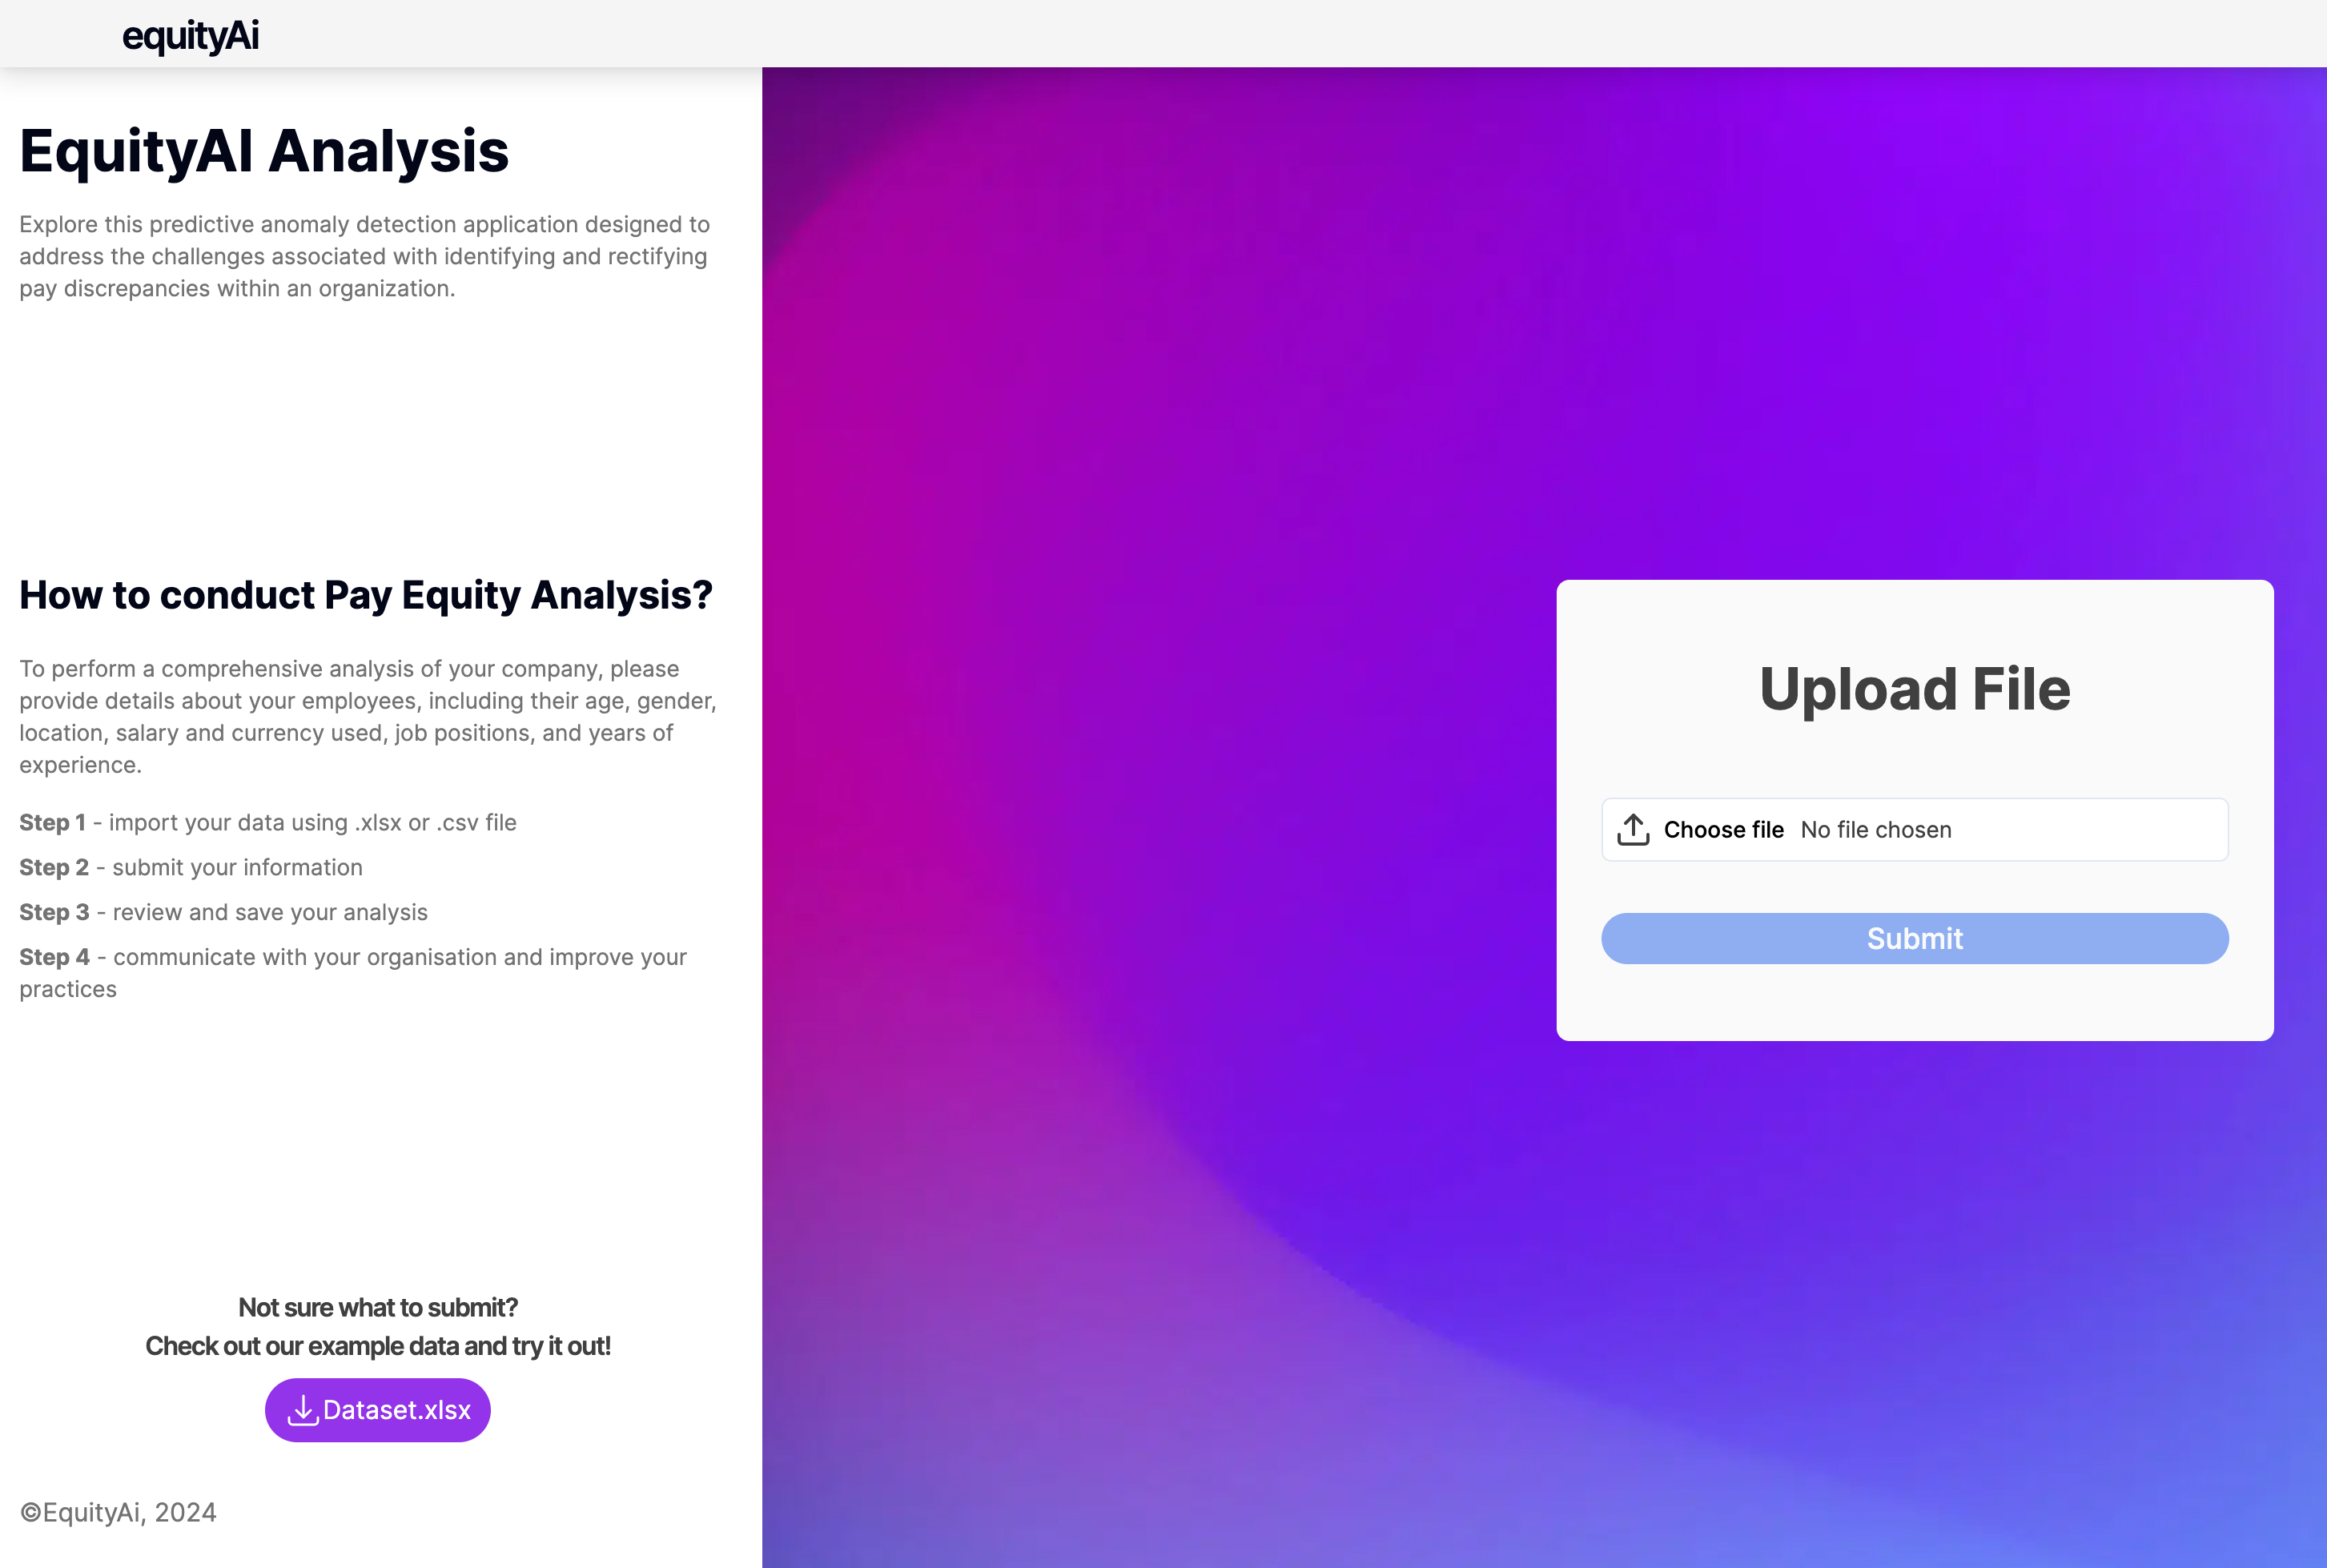 equityAi
EquityAI Analysis
Explore this predictive anomaly detection application designed to
address the challenges associated with identifying and rectifying
pay discrepancies within an organization.
How to conduct Pay Equity Analysis?
To perform a comprehensive analysis of your company, please
provide details about your employees, including their age, gender,
location, salary and currency used, job positions, and years of
experience.
Step 1 - import your data using .xlsx or .csv file
Step 2 - submit your information
Step 3 - review and save your analysis
Step 4 - communicate with your organisation and improve your
practices
Not sure what to submit?
Check out our example data and try it out!
Dataset.xlsx
©EquityAi, 2024
Upload File
Choose file No file chosen
Submit